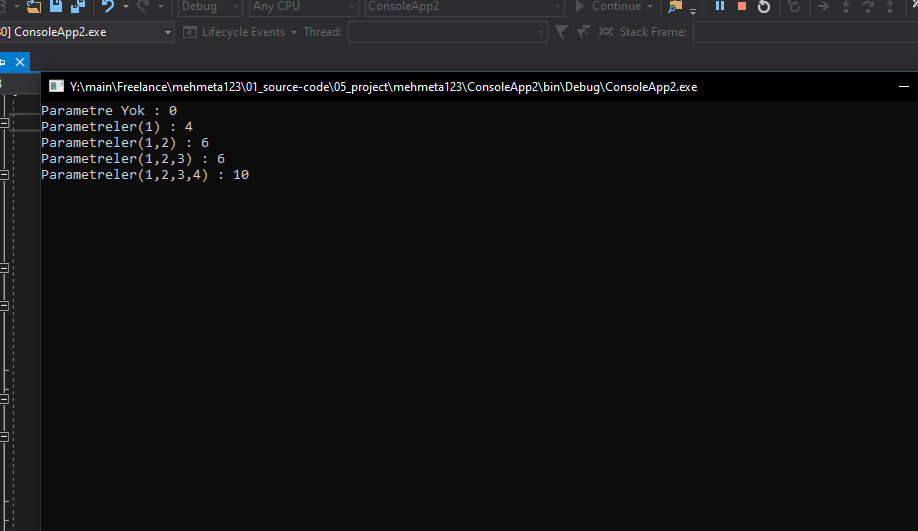 Debug Any CPU ConsoleApp2 Continue
0] ConsoleApp2.exe Lifecycle Events Thread: Stack Frame:
Y:\main\Freelance\mehmeta123\01_source-code\05_project\mehmeta123\ConsoleApp2\bin\Debug\ConsoleApp2.exe
Parametre Yok : 0
Parametreler(1) : 4
Parametreler(1,2) : 6
Parametreler(1,2,3) : 6
Parametreler(1,2,3,4) : 10